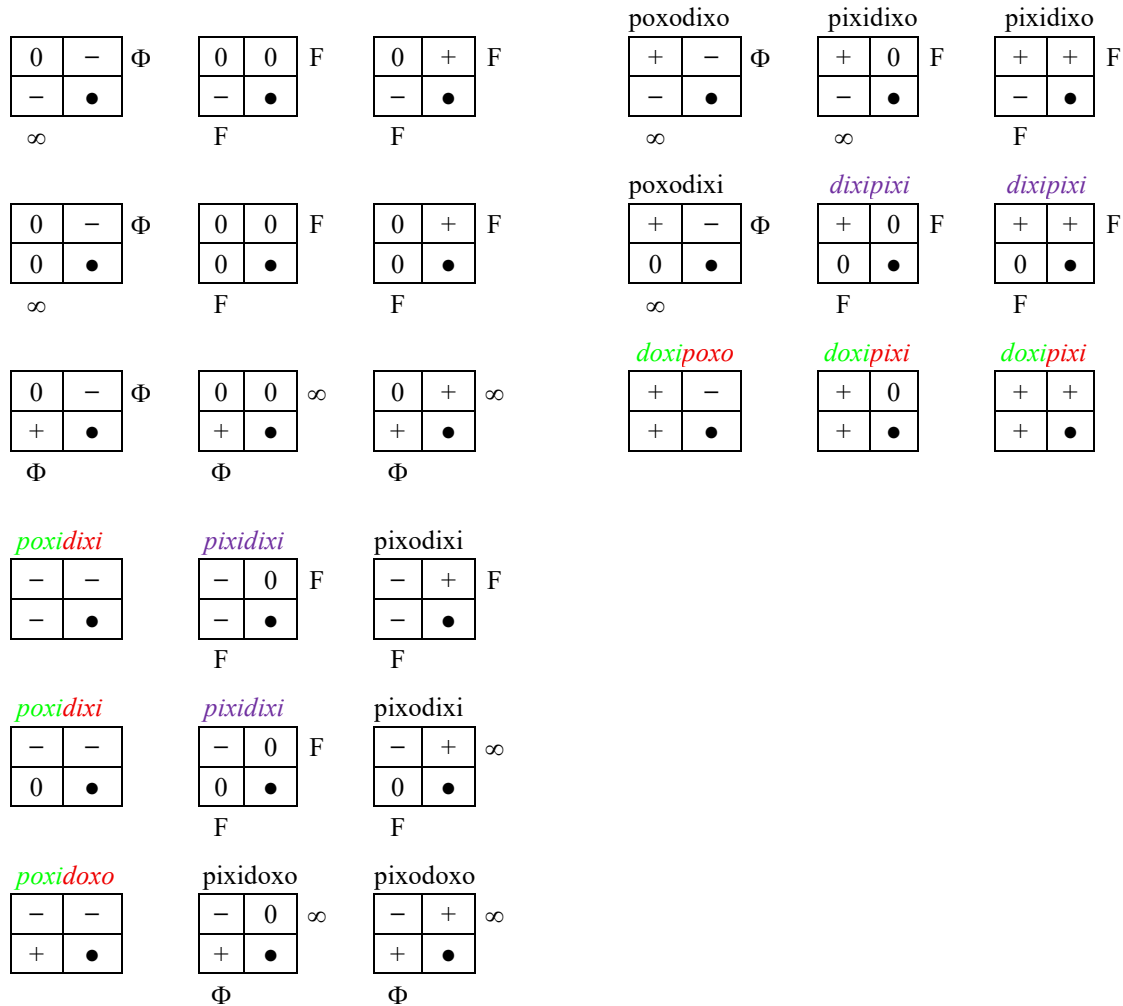 poxodixo pixidixo pixidixo
0 − Φ 0 0 F 0 + F + − Φ + 0 F + + F
− ● − ● − ● − ● − ● − ●
∞ F F ∞ ∞ F
poxodixi dixipixi dixipixi
0 − Φ 0 0 F 0 + F + − Φ + 0 F + + F
0 ● 0 ● 0 ● 0 ● 0 ● 0 ●
∞ F F ∞ F F
doxipoxo doxipixi doxipixi
0 − Φ 0 0 ∞ 0 + ∞ + − + 0 + +
+ ● + ● + ● + ● + ● + ●
Φ Φ Φ
poxidixi pixidixi pixodixi
− − − 0 F − + F
− ● − ● − ●
F F
poxidixi pixidixi pixodixi
− − − 0 F − + ∞
0 ● 0 ● 0 ●
F F
poxidoxo pixidoxo pixodoxo
− − − 0 ∞ − + ∞
+ ● + ● + ●
Φ Φ